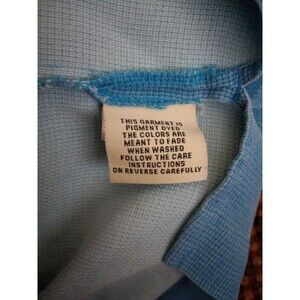 THIS GARMENT IS
PIGMENT DYED
THE COLORS ARE
MEANT TO FADE
WHEN WASHED
FOLLOW THE CARE
INSTRUCTIONS
ON REVERSE CAREFULLY